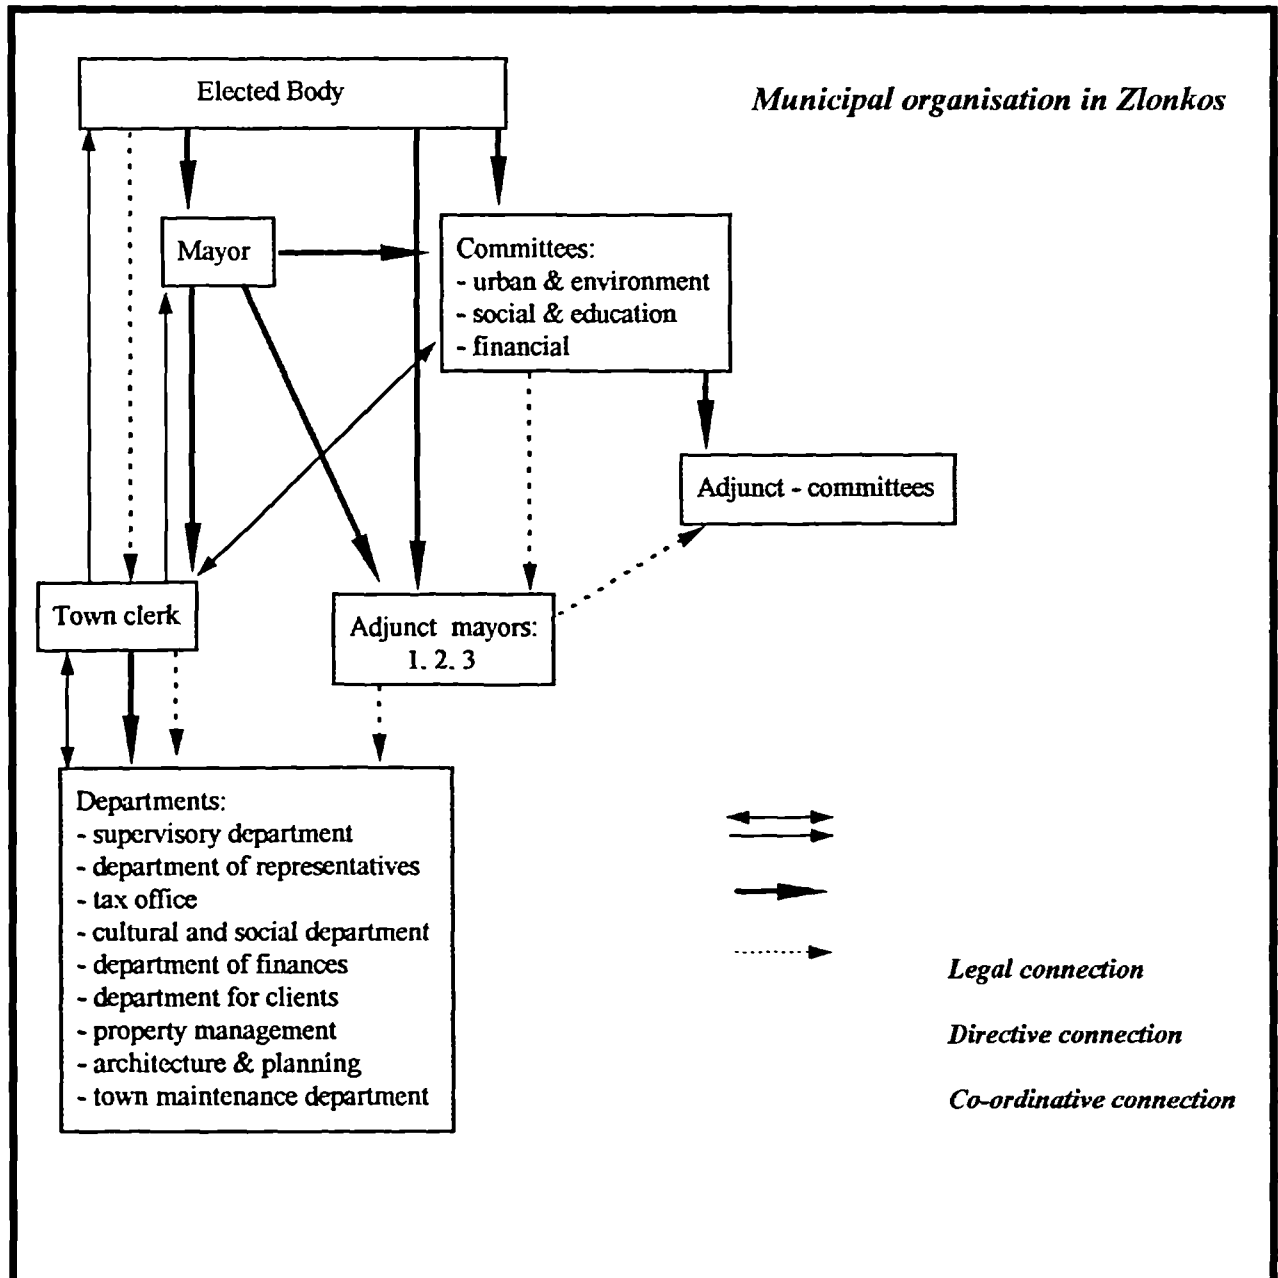 Elected Body
Municipal organisation in Zlonkos
Mayor
Committees:
- urban & environment
- social & education
- financial
Adjunct - committees
Town clerk
Adjunct mayors:
1. 2. 3
Departments:
- supervisory department
- department of representatives
- tax office
- cultural and social department
- department of finances
- department for clients
- property management
- architecture & planning
- town maintenance department
Legal connection
Directive connection
Co-ordinative connection